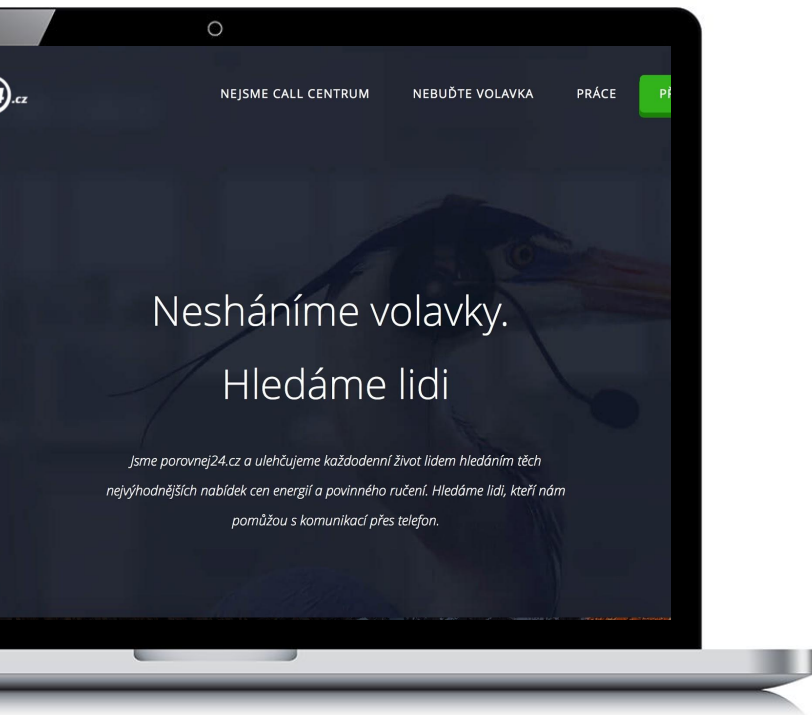 .cz
NEJSME CALL CENTRUM NEBUĎTE VOLAVKA PRÁCE
Nesháníme volavky.
Hledáme lidi
Jsme porovnej24.cz a ulehčujeme každodenní život lidem hledáním těch
nejvýhodnějších nabídek cen energií a povinného ručení. Hledáme lidi, kteří nám
pomůžou s komunikací přes telefon.